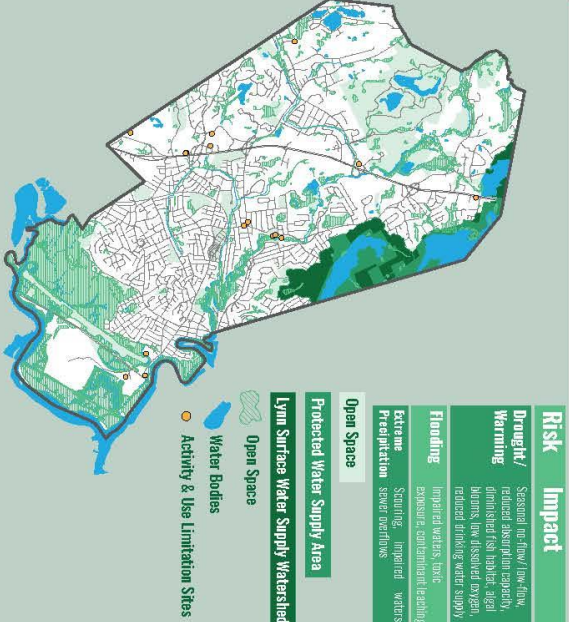 Risk Impact
Drought/
Warming
Seasonal no-flow/low-flow,
reduced absorption capacity,
diminished fish habitat, algal
blooms, low dissolved oxygen,
reduced drinking water supply
Flooding
Impaired waters, toxic
exposure, contaminant leaching
Extreme
Precipitation
Scouring, impaired waters
sewer overflows
Open Space
Protected Water Supply Area
Lynn Surface Water Supply Watershed
Open Space
Water Bodies
Activity & Use Limitation Sites